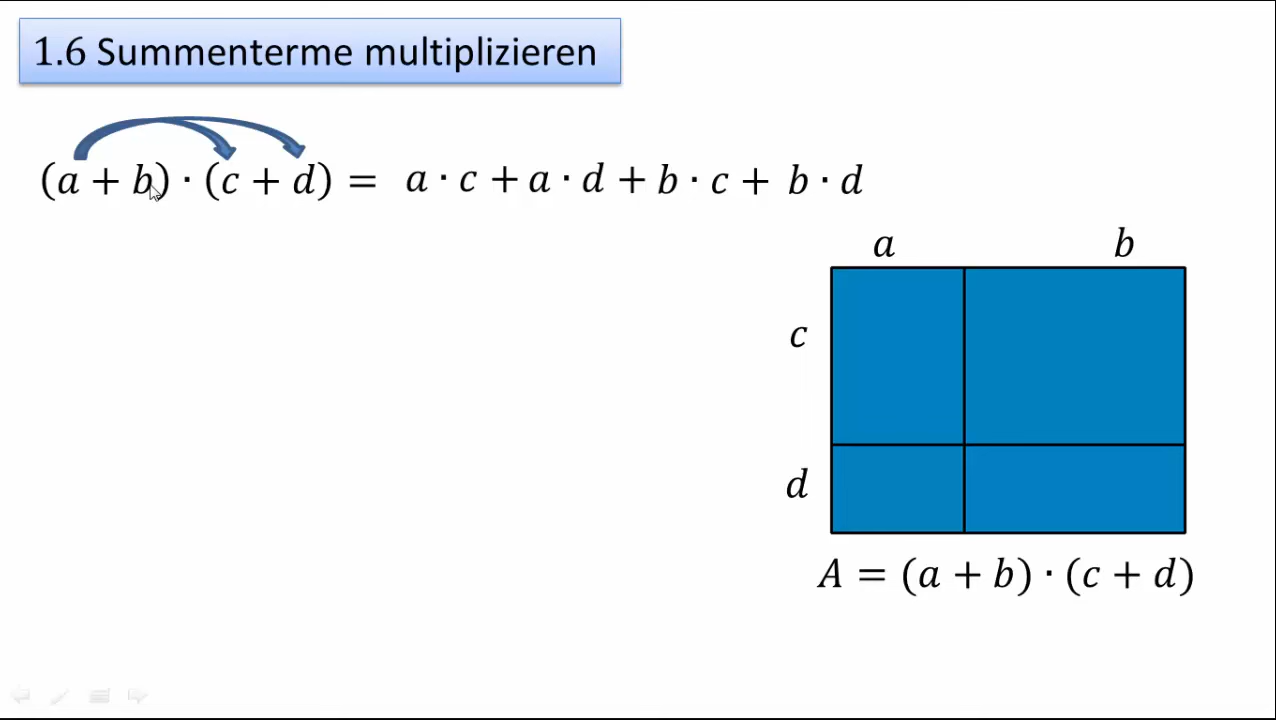 1.6 Summenterme multiplizieren
(a + b) · (c + d) = a · c + a · d + b · c + b · d
a b
c
d
A = (a + b) · (c + d)